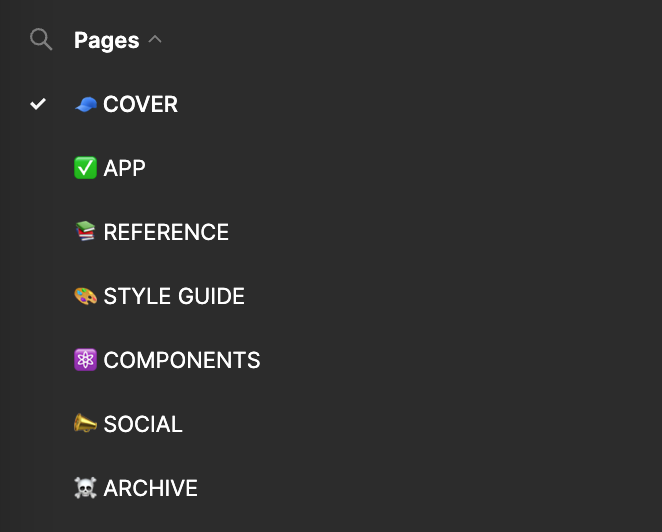 Pages
🧢 COVER
✅ APP
📚 REFERENCE
🎨 STYLE GUIDE
⚛️ COMPONENTS
📣 SOCIAL
☠️ ARCHIVE